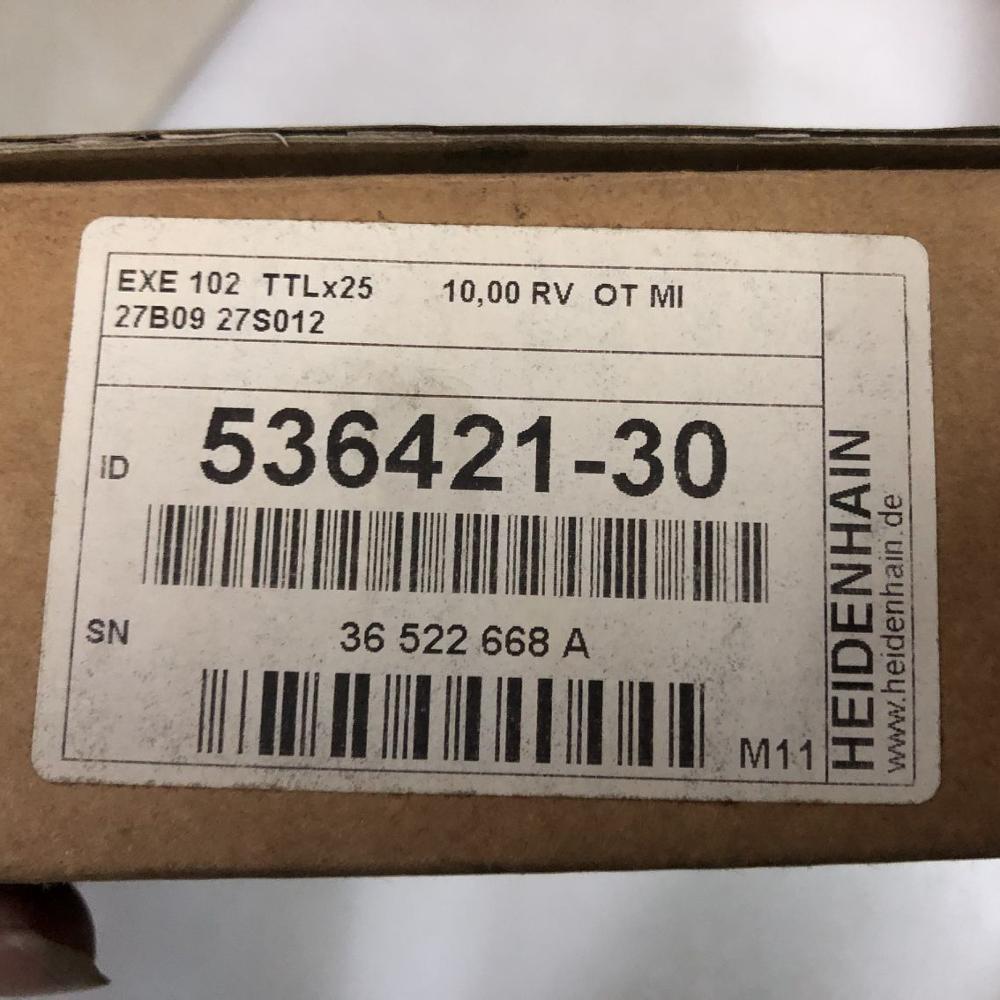 EXE 102 TTLx25 10,00 RV OT MI
27B09 27S012
ID 536421-30
SN 36 522 668 A
M11
HEIDENHAIN
www.heidenhain.de